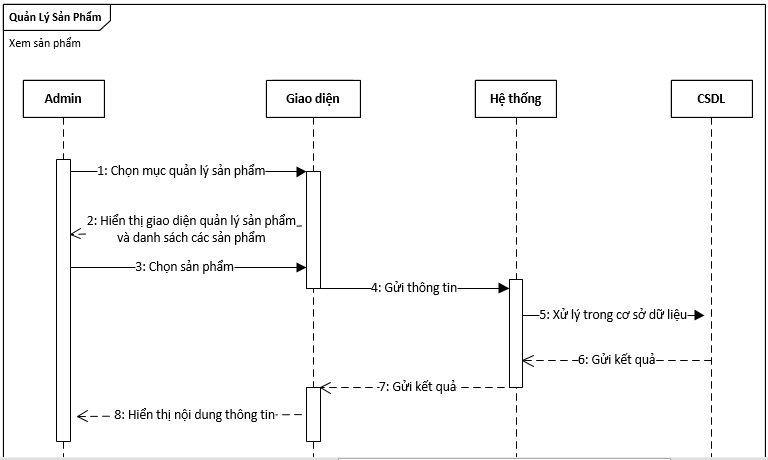 Quản Lý Sản Phẩm
Xem sản phẩm
Admin
Giao diện
Hệ thống
CSDL
1: Chọn mục quản lý sản phẩm
2: Hiển thị giao diện quản lý sản phẩm
và danh sách các sản phẩm
3: Chọn sản phẩm
4: Gửi thông tin
5: Xử lý trong cơ sở dữ liệu
6: Gửi kết quả
7: Gửi kết quả
8: Hiển thị nội dung thông tin